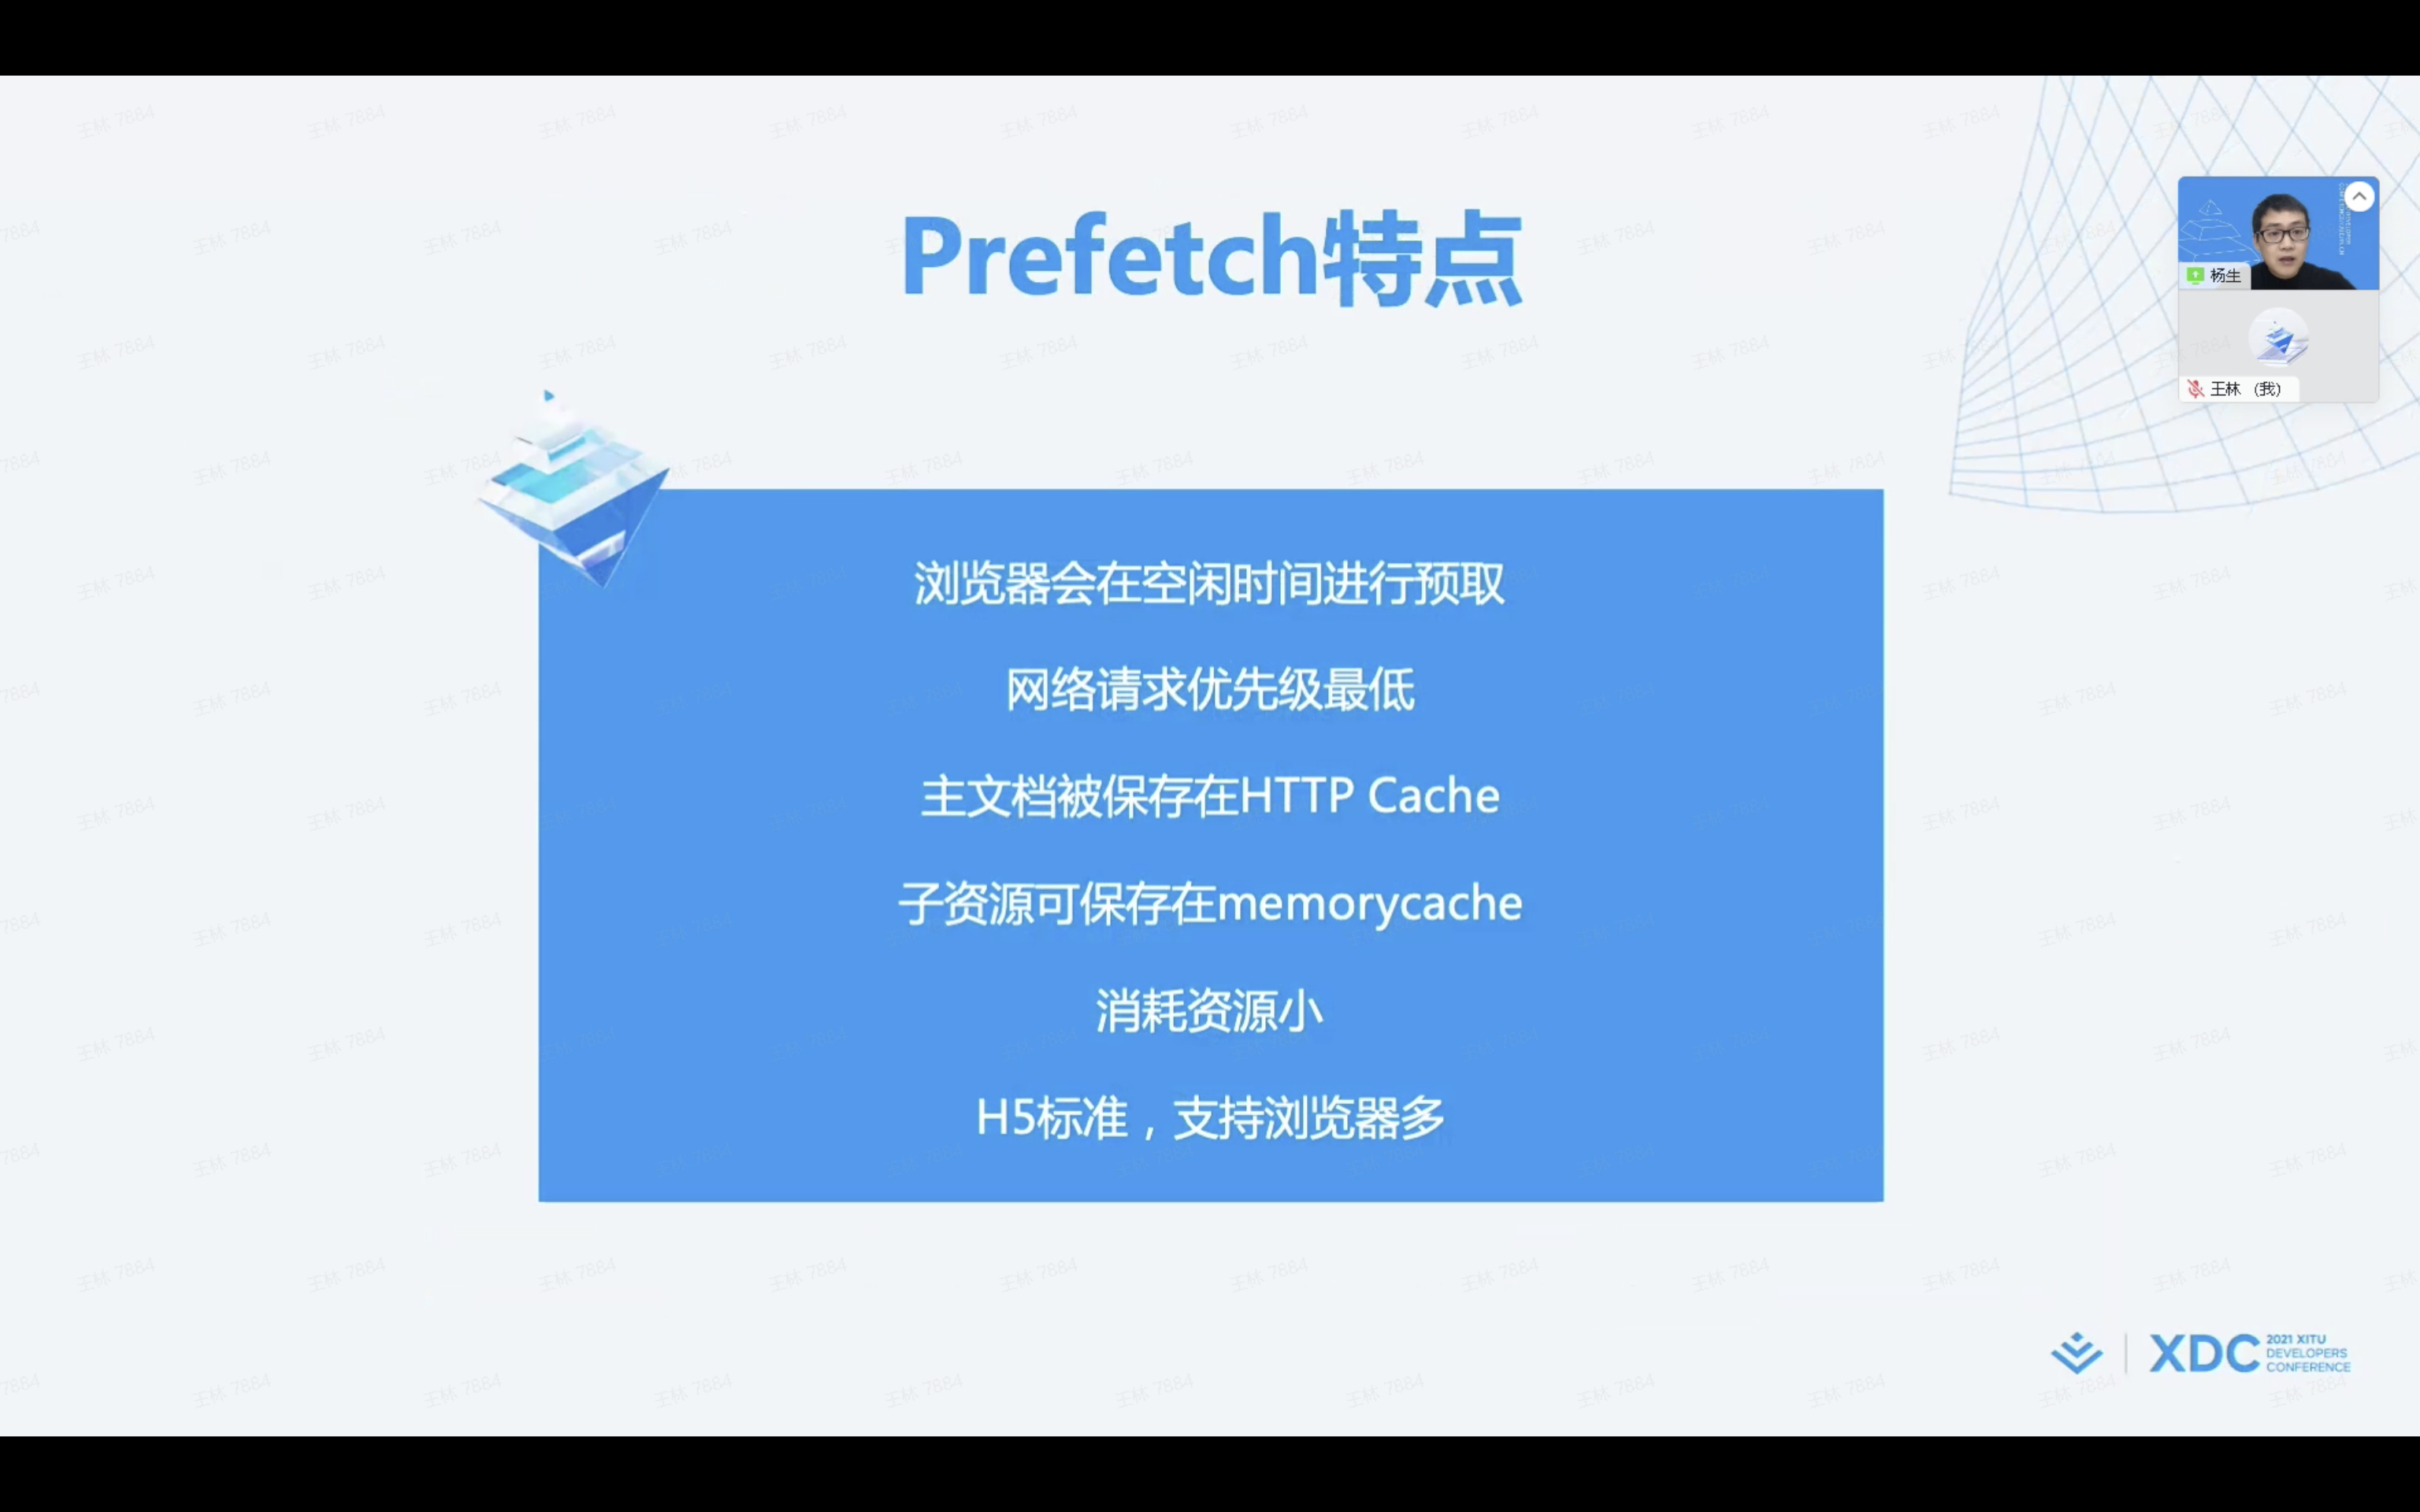 Prefetch特点
杨生
王林 (我)
浏览器会在空闲时间进行预取
网络请求优先级最低
主文档被保存在HTTP Cache
子资源可保存在memorycache
消耗资源小
H5标准，支持浏览器多
XDC
2021 XITU
DEVELOPERS
CONFERENCE
王林 7884